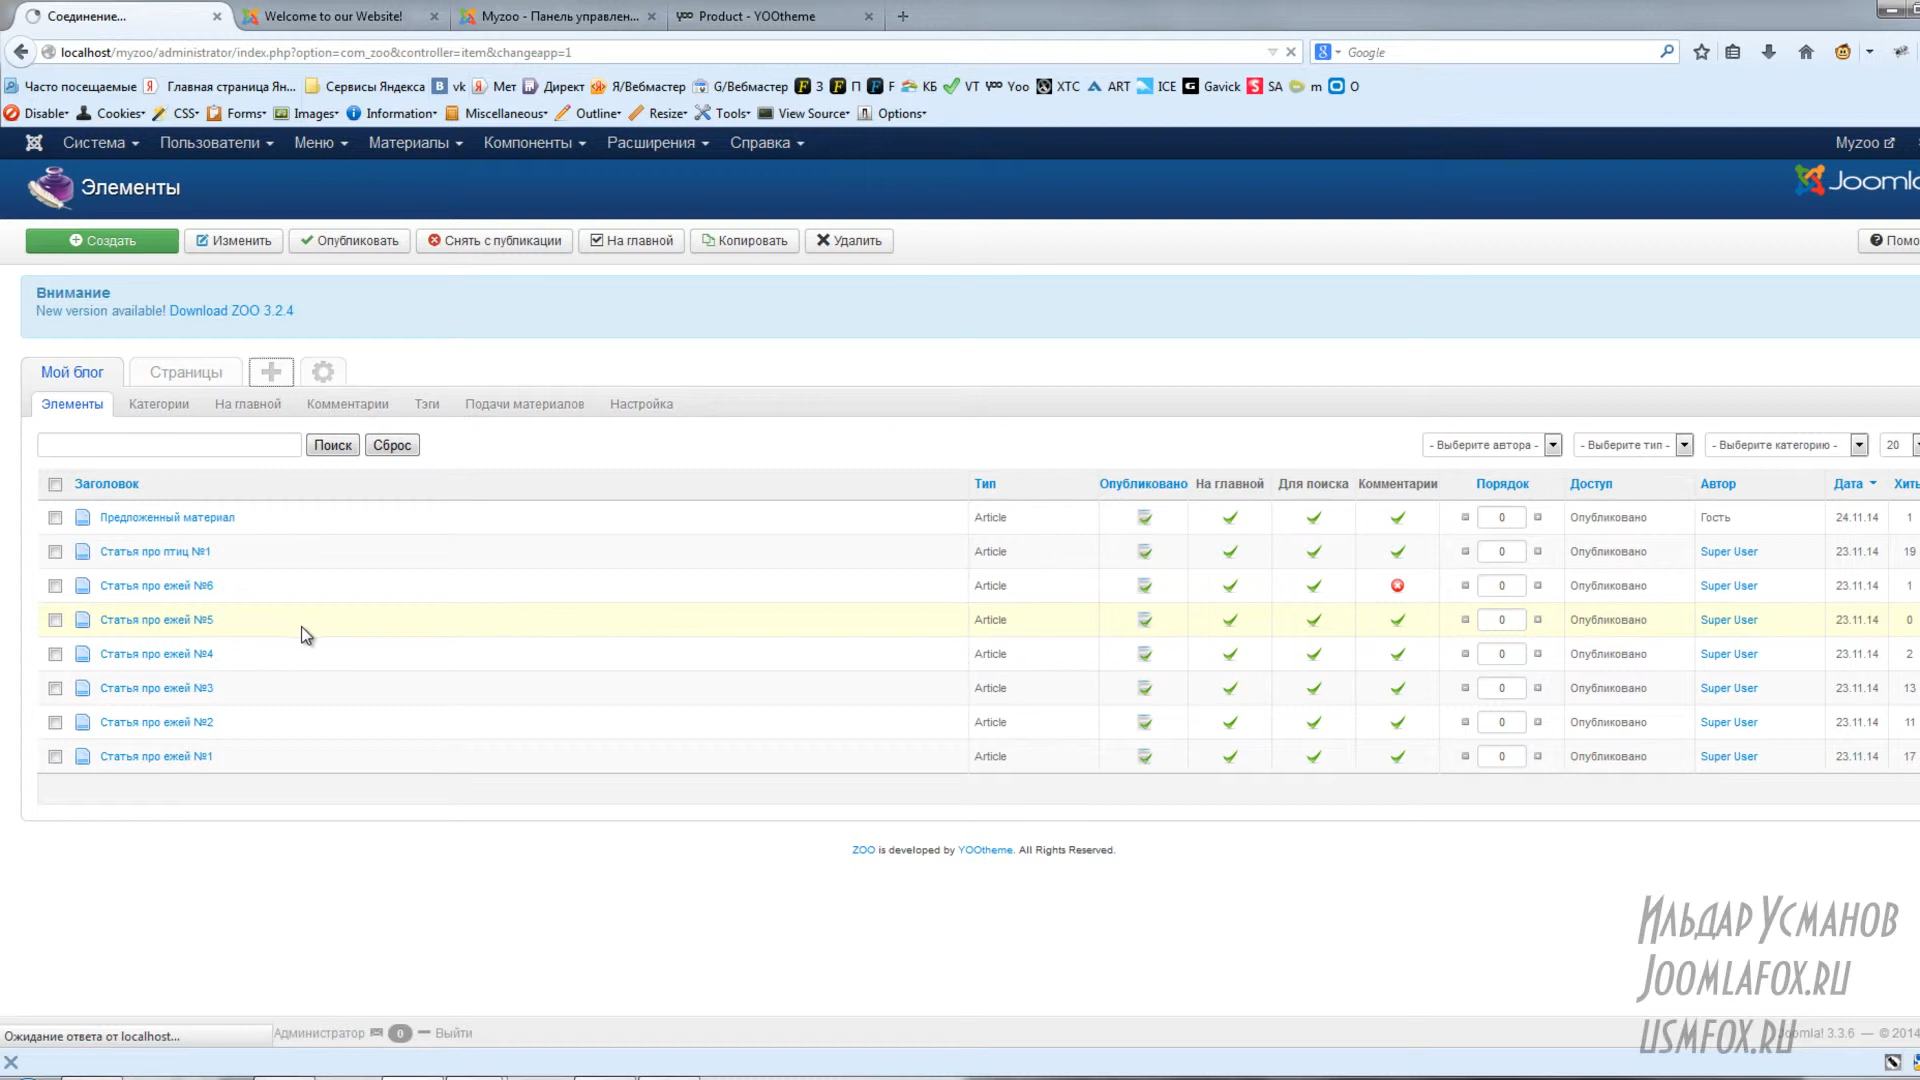 Соединение...
Welcome to our Website!
Myzoo - Панель управлен...
YOO Product - YOOtheme
localhost/myzoo/administrator/index.php?option=com_zoo&controller=item&changeapp=1
Google
Часто посещаемые Главная страница Ян... Сервисы Яндекса vk Мет Директ Я/Вебмастер G/Вебмастер З П F КБ VT Yoo XTC ART ICE Gavick SA m O
Disable Cookies CSS Forms Images Information Miscellaneous Outline Resize Tools View Source Options
Система Пользователи Меню Материалы Компоненты Расширения Справка Myzoo
Элементы
Joomla
Создать Изменить Опубликовать Снять с публикации На главной Копировать Удалить Помо
Внимание
New version available! Download ZOO 3.2.4
Мой блог Страницы
Элементы Категории На главной Комментарии Тэги Подачи материалов Настройка
Поиск Сброс - Выберите автора - - Выберите тип - - Выберите категорию - 20
Заголовок Тип Опубликовано На главной Для поиска Комментарии Порядок Доступ Автор Дата Хить
Предложенный материал Article 0 Опубликовано Гость 24.11.14 1
Статья про птиц №1 Article 0 Опубликовано Super User 23.11.14 19
Статья про ежей №6 Article 0 Опубликовано Super User 23.11.14 1
Статья про ежей №5 Article 0 Опубликовано Super User 23.11.14 0
Статья про ежей №4 Article 0 Опубликовано Super User 23.11.14 2
Статья про ежей №3 Article 0 Опубликовано Super User 23.11.14 13
Статья про ежей №2 Article 0 Опубликовано Super User 23.11.14 11
Статья про ежей №1 Article 0 Опубликовано Super User 23.11.14 17
ZOO is developed by YOOtheme. All Rights Reserved.
Ильдар Усманов
Joomlafox.ru
usmfox.ru
Ожидание ответа от localhost... Администратор 0 Выйти Joomla! 3.3.6 — © 2014